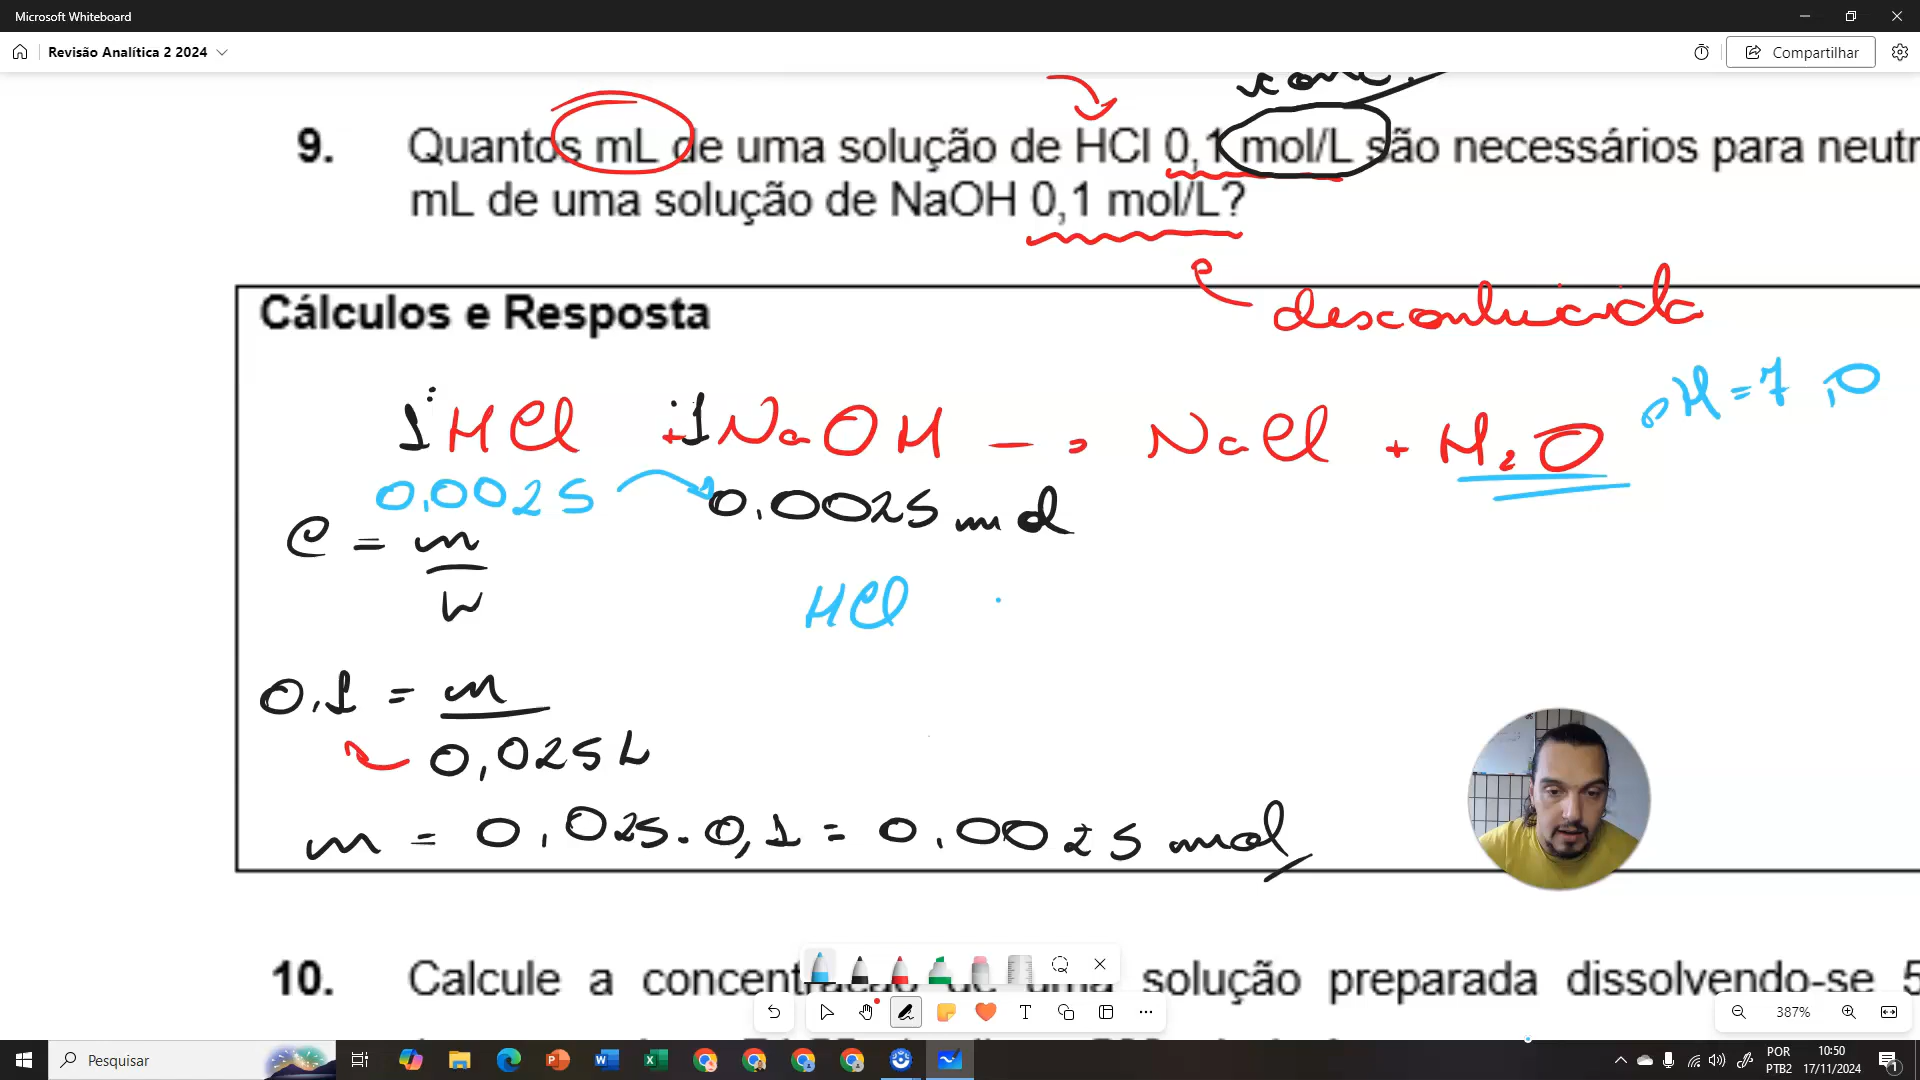 Microsoft Whiteboard
Revisão Analítica 2 2024
Compartilhar
9. Quantos mL de uma solução de HCl 0,1 mol/L são necessários para neutr
mL de uma solução de NaOH 0,1 mol/L?
Cálculos e Resposta
pH = 7,0
1 HCl + 1 NaOH → NaCl + H₂O
0,0025 0,0025 mol
C = n
V
HCl
0,1 = n
0,025 L
n = 0,025 . 0,1 = 0,0025 mol
10. Calcule a solução preparada dissolvendo-se 5
387%
Pesquisar
POR
PTB2
10:50
17/11/2024